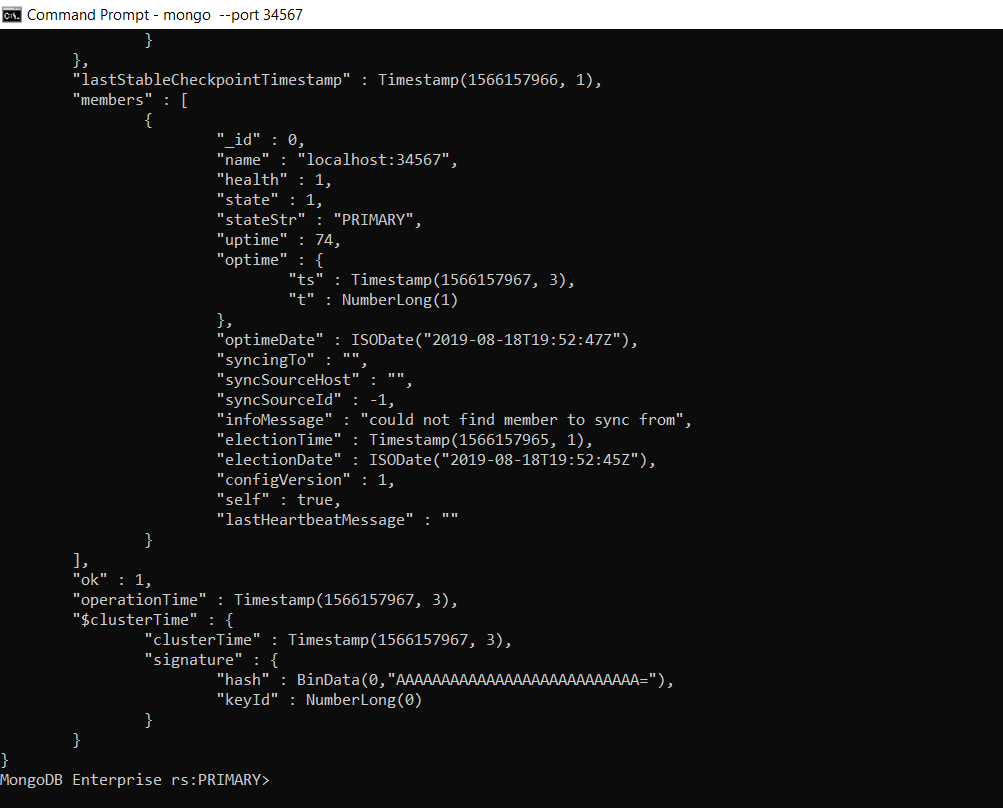 Command Prompt - mongo  --port 34567
                }
        },
        "lastStableCheckpointTimestamp" : Timestamp(1566157966, 1),
        "members" : [
                {
                        "_id" : 0,
                        "name" : "localhost:34567",
                        "health" : 1,
                        "state" : 1,
                        "stateStr" : "PRIMARY",
                        "uptime" : 74,
                        "optime" : {
                                "ts" : Timestamp(1566157967, 3),
                                "t" : NumberLong(1)
                        },
                        "optimeDate" : ISODate("2019-08-18T19:52:47Z"),
                        "syncingTo" : "",
                        "syncSourceHost" : "",
                        "syncSourceId" : -1,
                        "infoMessage" : "could not find member to sync from",
                        "electionTime" : Timestamp(1566157965, 1),
                        "electionDate" : ISODate("2019-08-18T19:52:45Z"),
                        "configVersion" : 1,
                        "self" : true,
                        "lastHeartbeatMessage" : ""
                }
        ],
        "ok" : 1,
        "operationTime" : Timestamp(1566157967, 3),
        "$clusterTime" : {
                "clusterTime" : Timestamp(1566157967, 3),
                "signature" : {
                        "hash" : BinData(0,"AAAAAAAAAAAAAAAAAAAAAAAAAAA="),
                        "keyId" : NumberLong(0)
                }
        }
}
MongoDB Enterprise rs:PRIMARY>